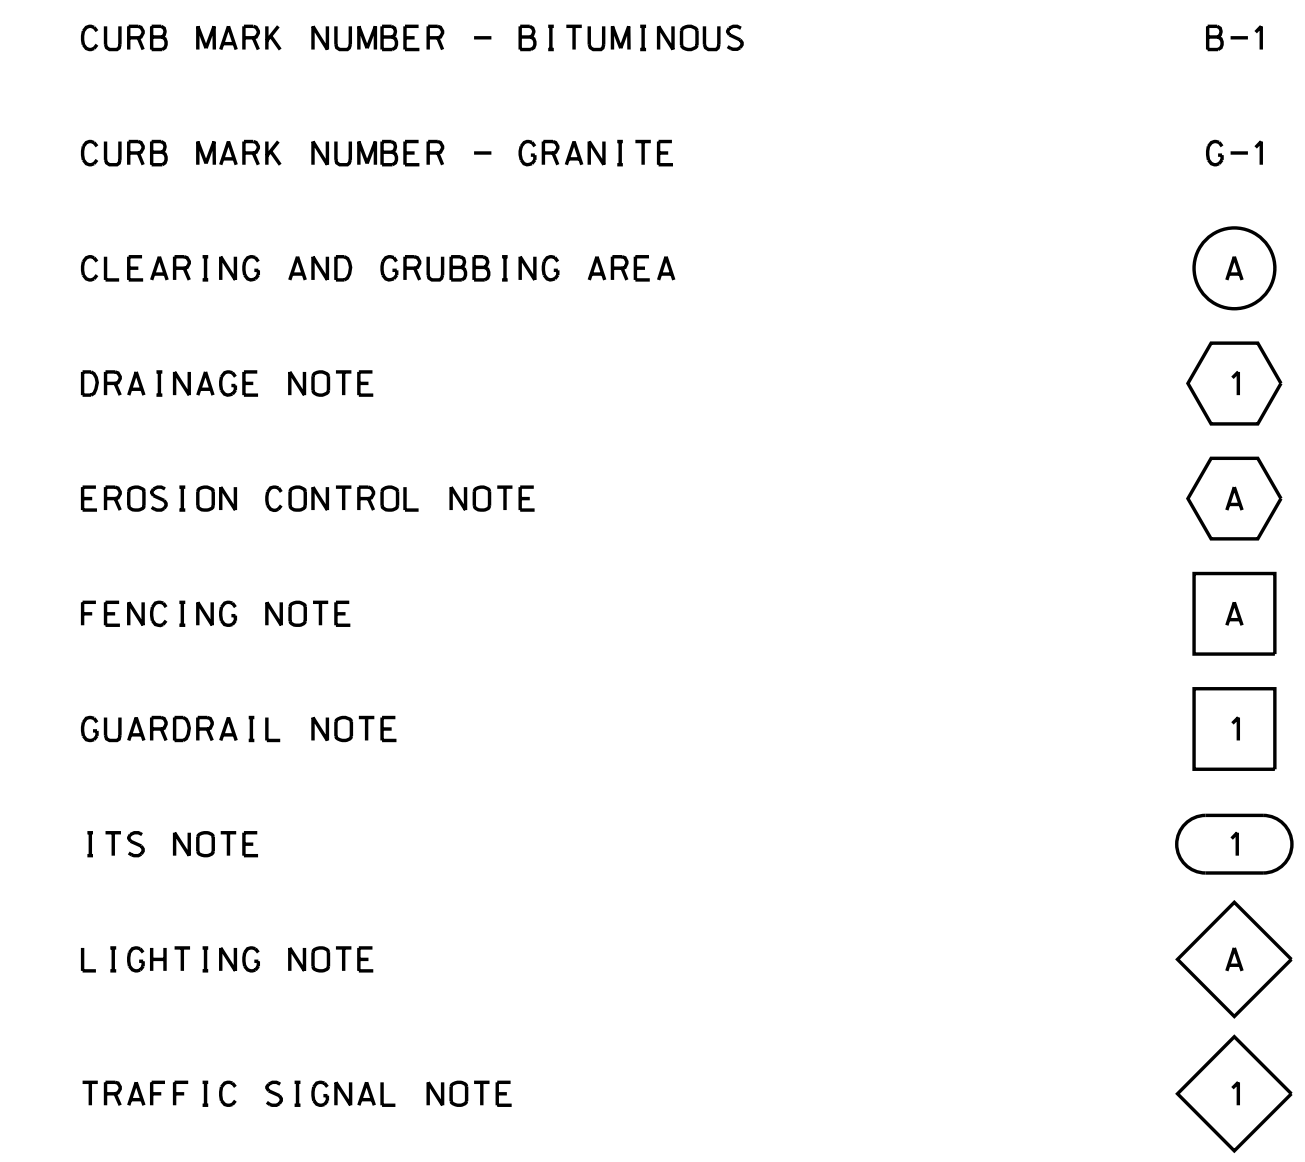 CURB MARK NUMBER - BITUMINOUS B-1
CURB MARK NUMBER - GRANITE G-1
CLEARING AND GRUBBING AREA A
DRAINAGE NOTE 1
EROSION CONTROL NOTE A
FENCING NOTE A
GUARDRAIL NOTE 1
ITS NOTE 1
LIGHTING NOTE A
TRAFFIC SIGNAL NOTE 1